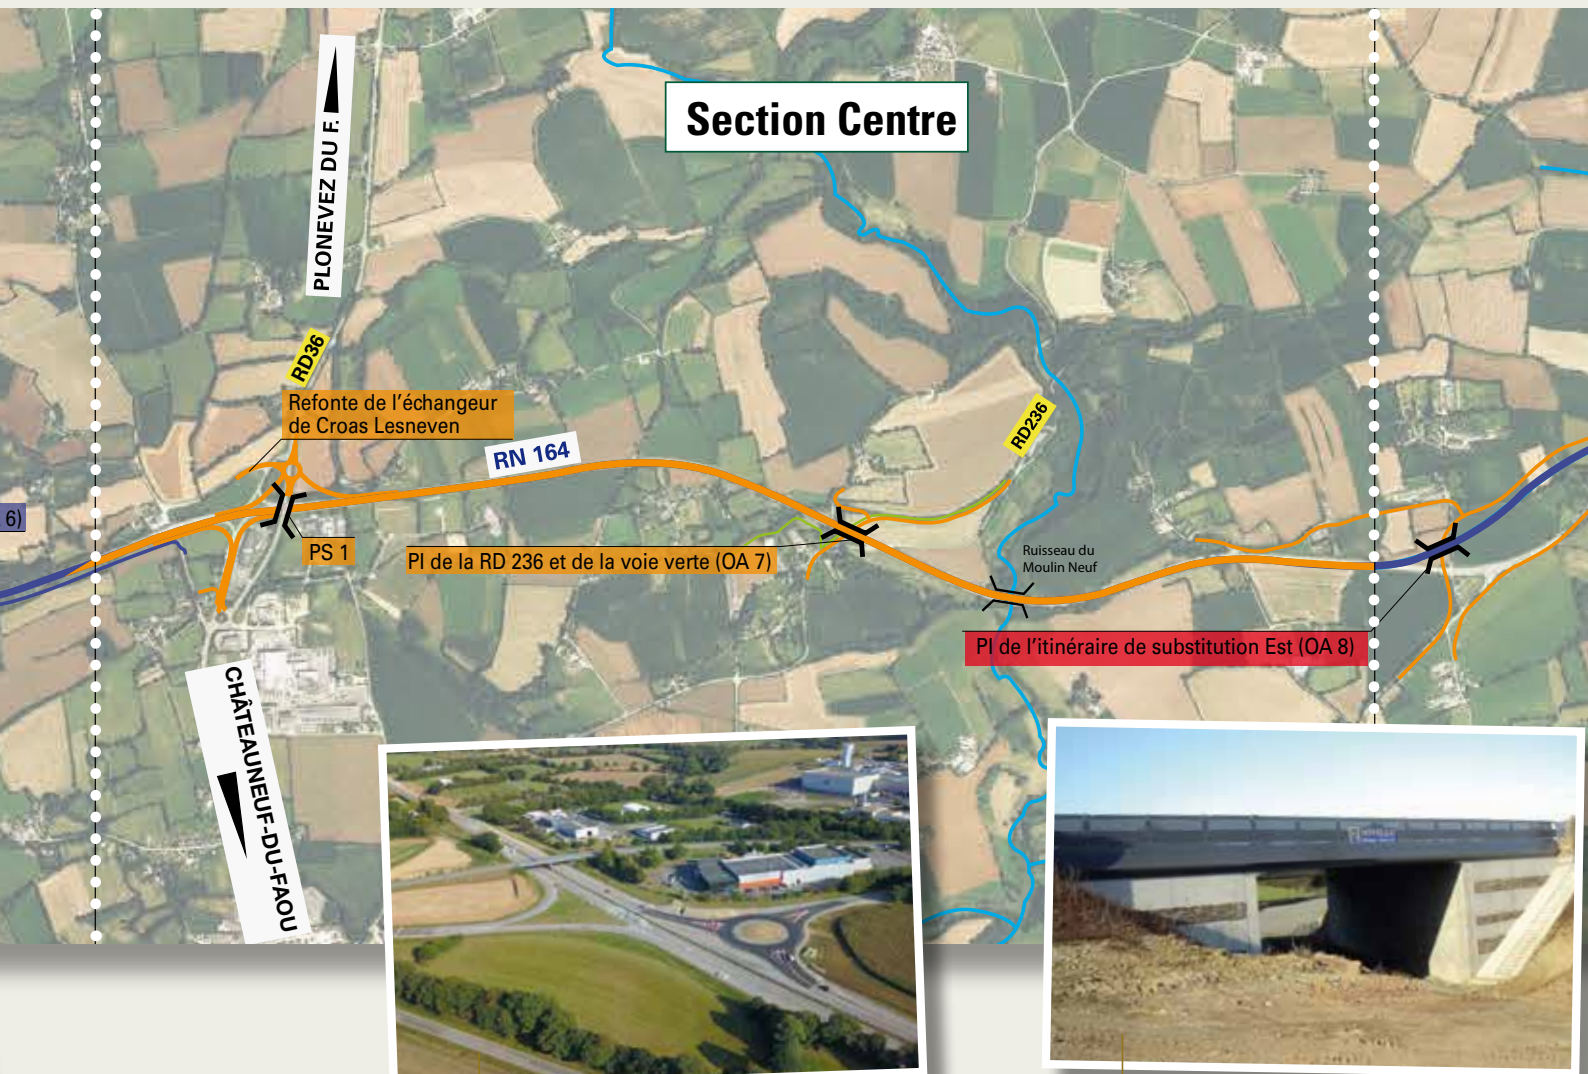 Section Centre
PLONEVEZ DU F.
RD36
Refonte de l'échangeur
de Croas Lesneven
RN 164
RD236
6)
PS 1
PI de la RD 236 et de la voie verte (OA 7)
Ruisseau du
Moulin Neuf
PI de l'itinéraire de substitution Est (OA 8)
CHÂTEAUNEUF-DU-FAOU